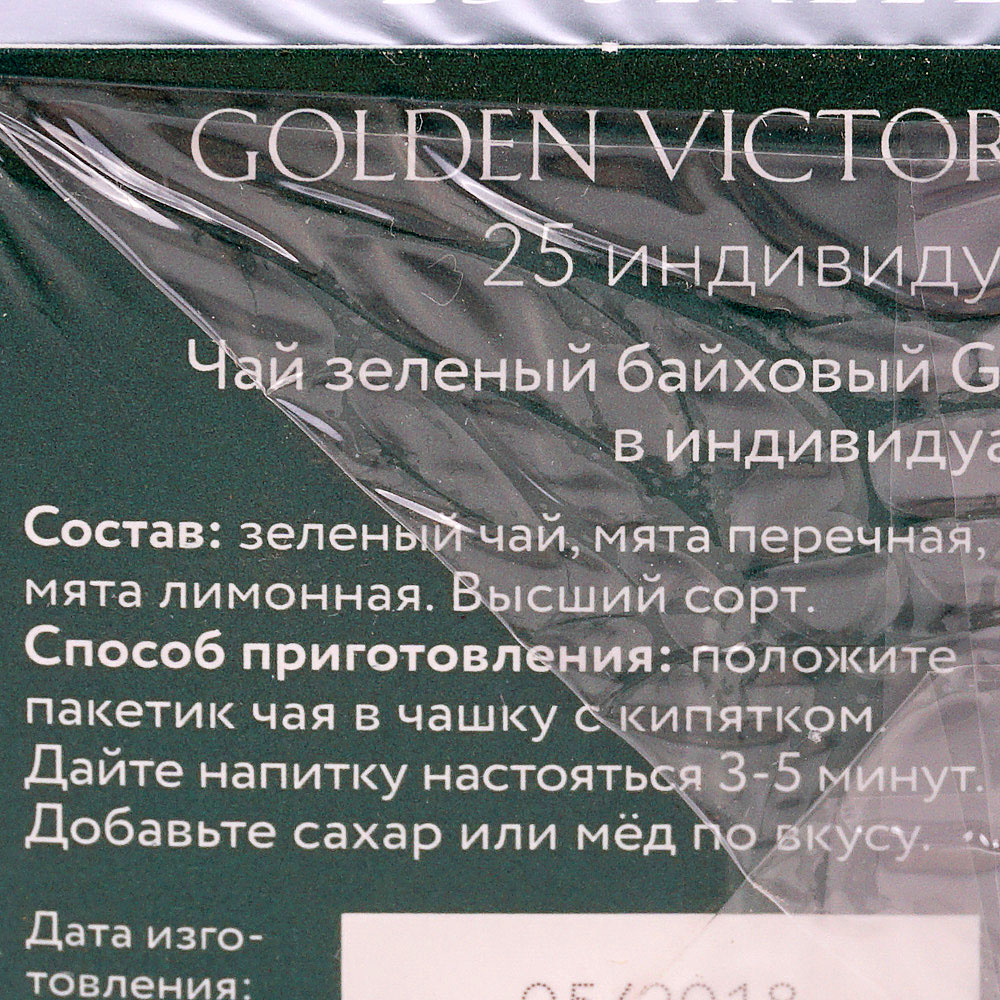 GOLDEN VICTOR
25 индивиду
Чай зеленый байховый G
в индивидуа
Состав: зеленый чай, мята перечная,
мята лимонная. Высший сорт.
Способ приготовления: положите
пакетик чая в чашку с кипятком.
Дайте напитку настояться 3-5 минут.
Добавьте сахар или мёд по вкусу.
Дата изго-
товления:
05/2018